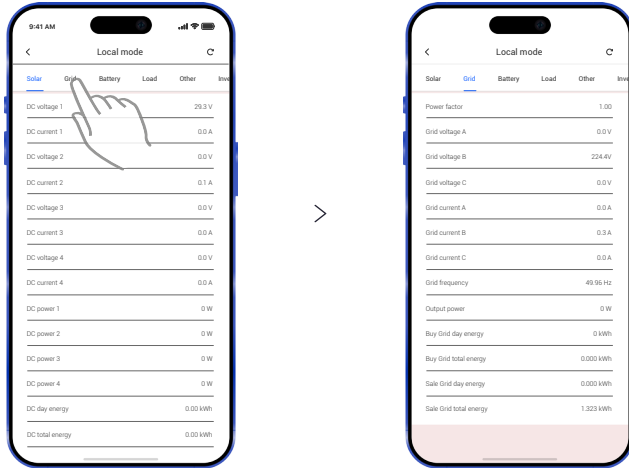 9:41 AM
Local mode
Solar Grid Battery Load Other Inve
DC voltage 1 29.3 V
DC current 1 0.0 A
DC voltage 2 0.0 V
DC current 2 0.1 A
DC voltage 3 0.0 V
DC current 3 0.0 A
DC voltage 4 0.0 V
DC current 4 0.0 A
DC power 1 0 W
DC power 2 0 W
DC power 3 0 W
DC power 4 0 W
DC day energy 0.00 kWh
DC total energy 0.00 kWh
Local mode
Solar Grid Battery Load Other Inve
Power factor 1.00
Grid voltage A 0.0 V
Grid voltage B 224.4V
Grid voltage C 0.0 V
Grid current A 0.0 A
Grid current B 0.3 A
Grid current C 0.0 A
Grid frequency 49.96 Hz
Output power 0 W
Buy Grid day energy 0 kWh
Buy Grid total energy 0.000 kWh
Sale Grid day energy 0.000 kWh
Sale Grid total energy 1.323 kWh